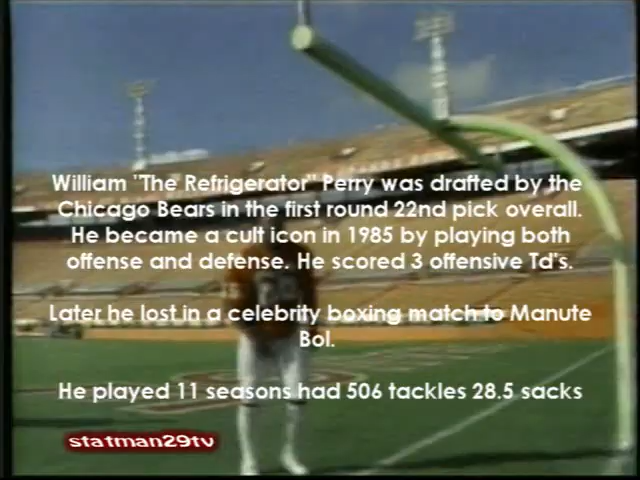 William "The Refrigerator" Perry was drafted by the
Chicago Bears in the first round 22nd pick overall.
He became a cult icon in 1985 by playing both
offense and defense. He scored 3 offensive Td's.
Later he lost in a celebrity boxing match to Manute
Bol.
He played 11 seasons had 506 tackles 28.5 sacks
statman29tv